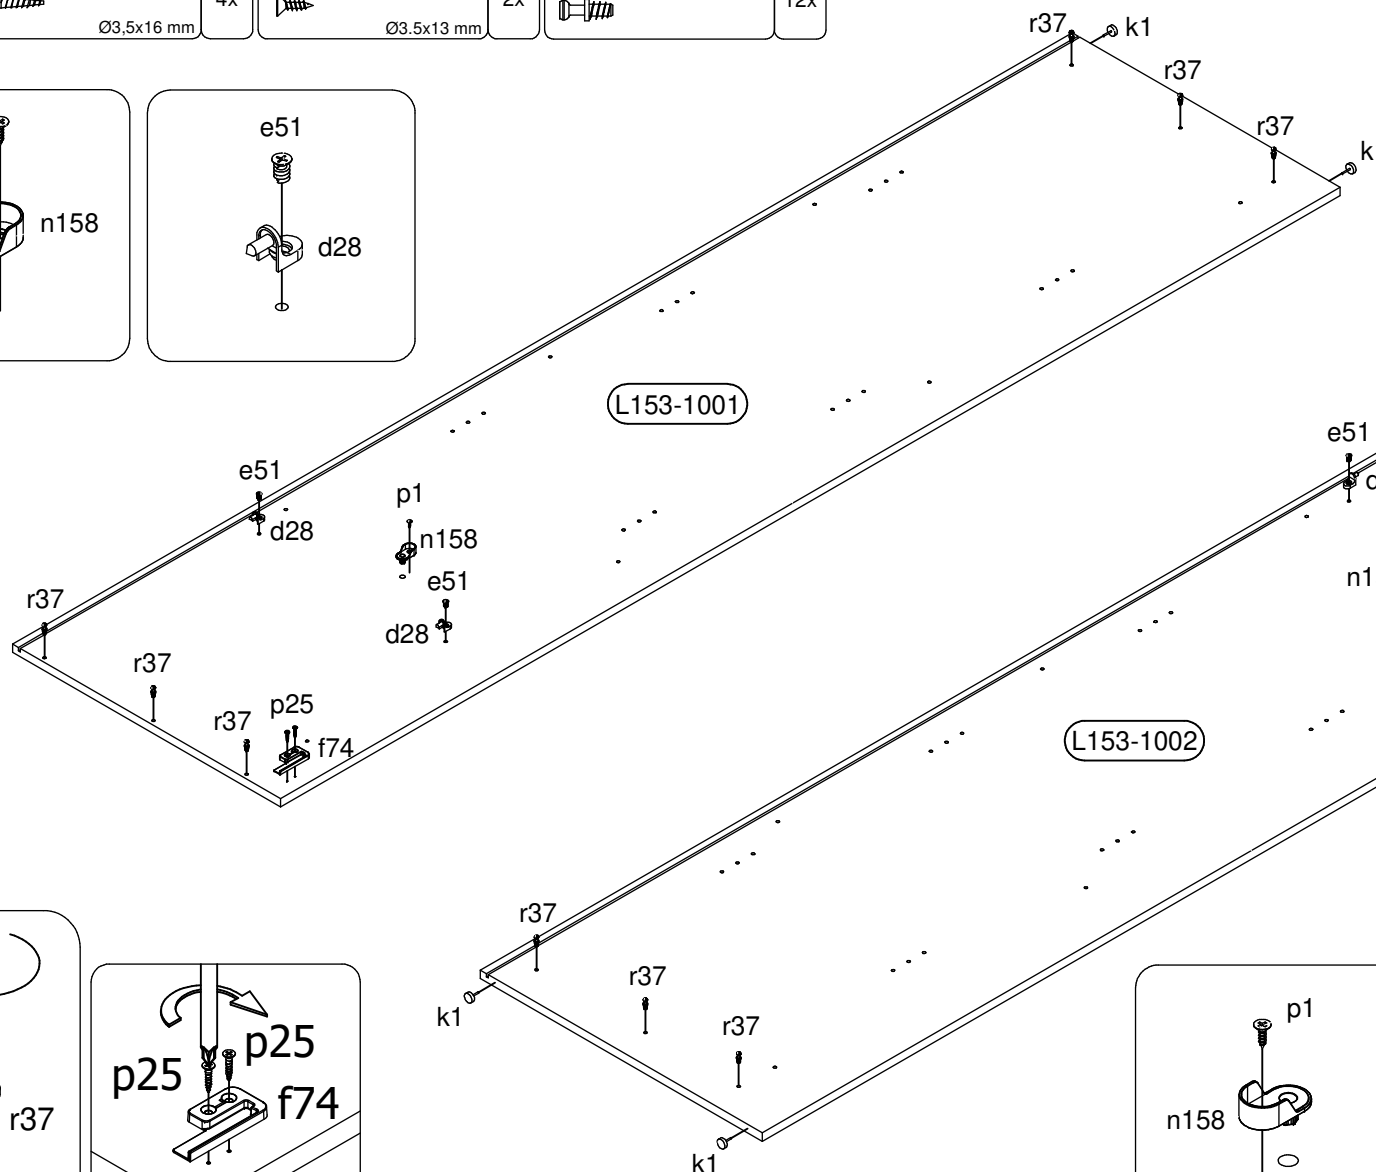 4x
2x
12x
Ø3,5x16 mm
Ø3.5x13 mm
r37
k1
r37
r37
k
e51
n158
d28
L153-1001
e51
e51
p1
d28
n158
e51
d28
r37
n1
r37
r37
p25
f74
L153-1002
r37
r37
r37
k1
p1
p25
p25
f74
r37
n158
k1